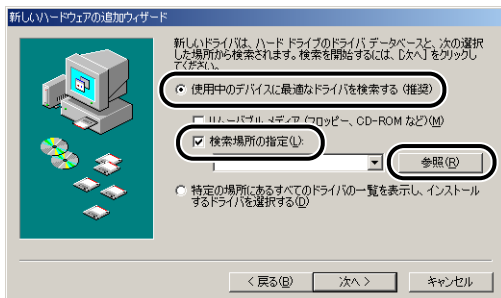 新しいハードウェアの追加ウィザード
新しいドライバは、ハード ドライブのドライバ データベースと、次の選択
した場所から検索されます。検索を開始するには、[次へ] をクリックし
てください。
使用中のデバイスに最適なドライバを検索する (推奨)
リムーバブル メディア (フロッピー、CD-ROM など)(M)
検索場所の指定(L):
参照(R)
特定の場所にあるすべてのドライバの一覧を表示し、インストール
するドライバを選択する(D)
< 戻る(B)
次へ >
キャンセル